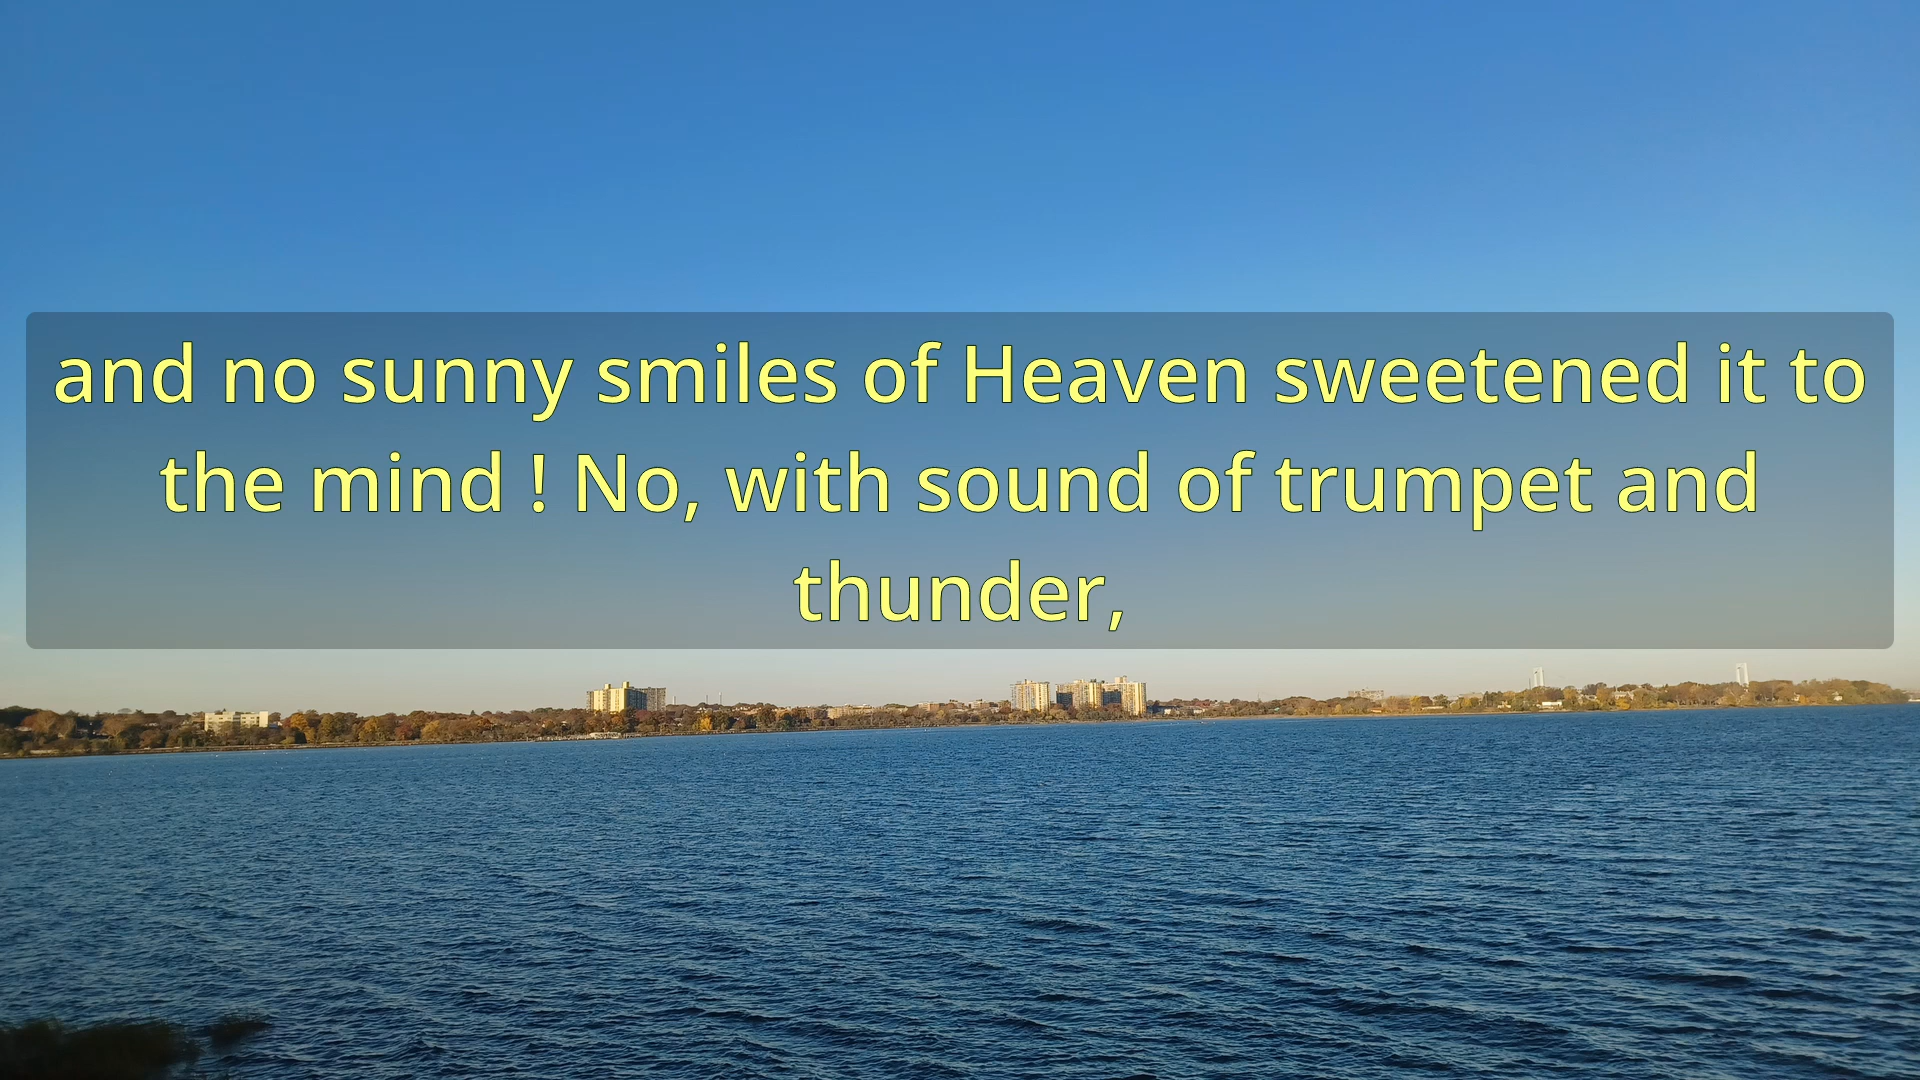 and no sunny smiles of Heaven sweetened it to
the mind ! No, with sound of trumpet and
thunder,